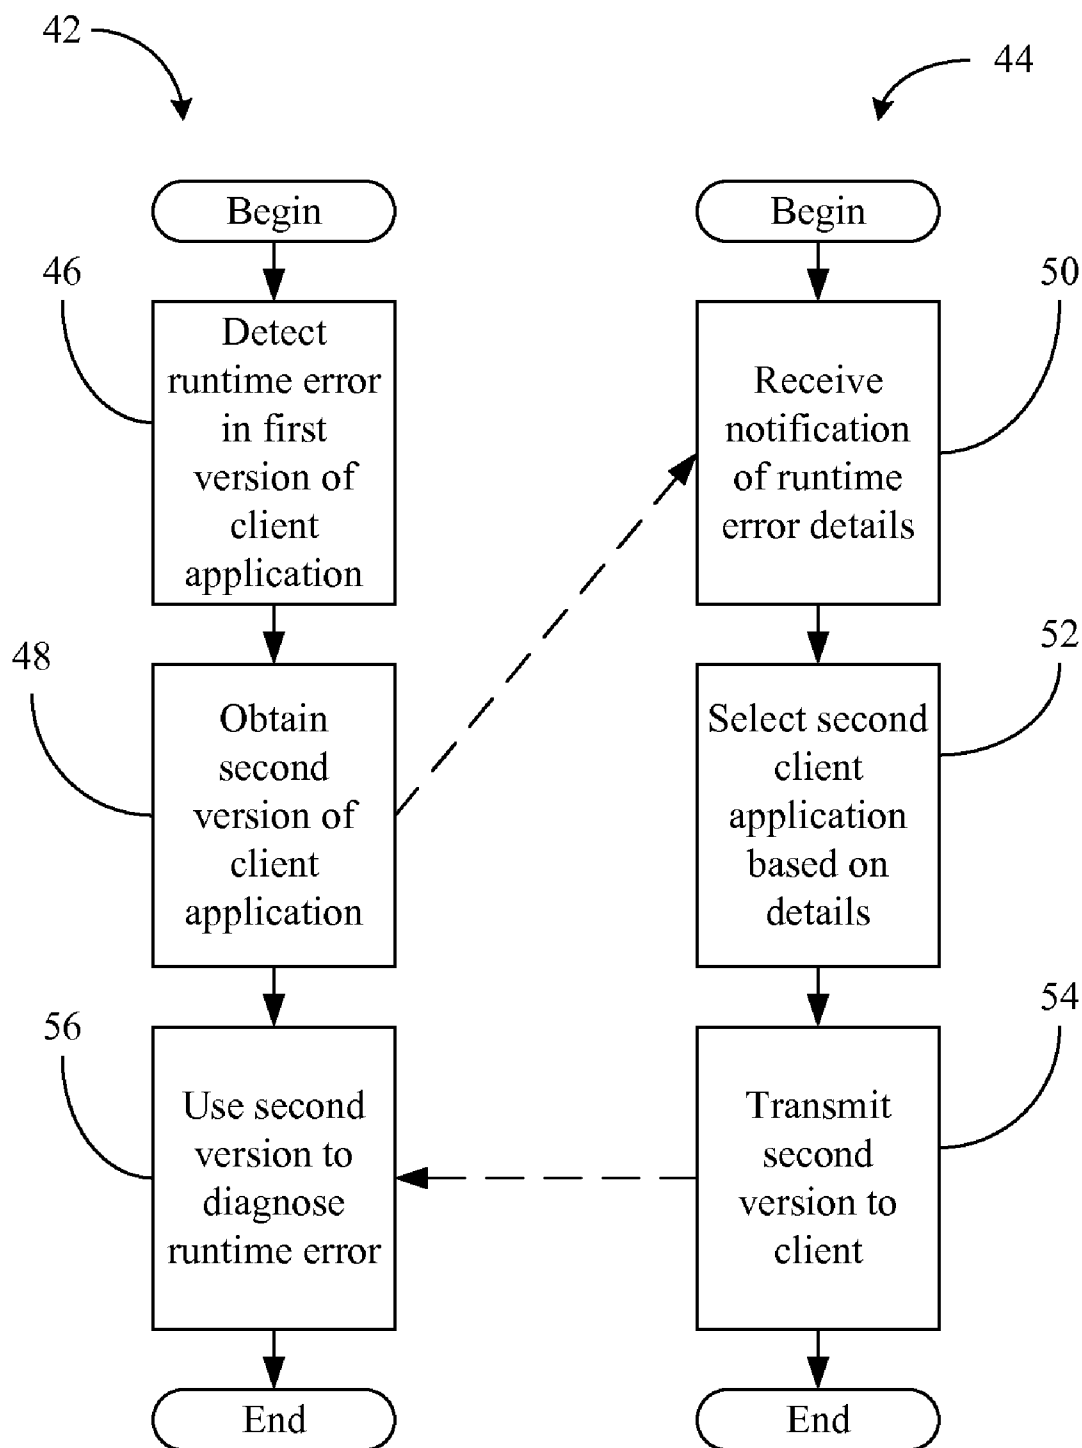 42
44
Begin
Begin
46
50
Detect
runtime error
in first
version of
client
application
Receive
notification
of runtime
error details
48
52
Obtain
second
version of
client
application
Select second
client
application
based on
details
56
54
Use second
version to
diagnose
runtime error
Transmit
second
version to
client
End
End